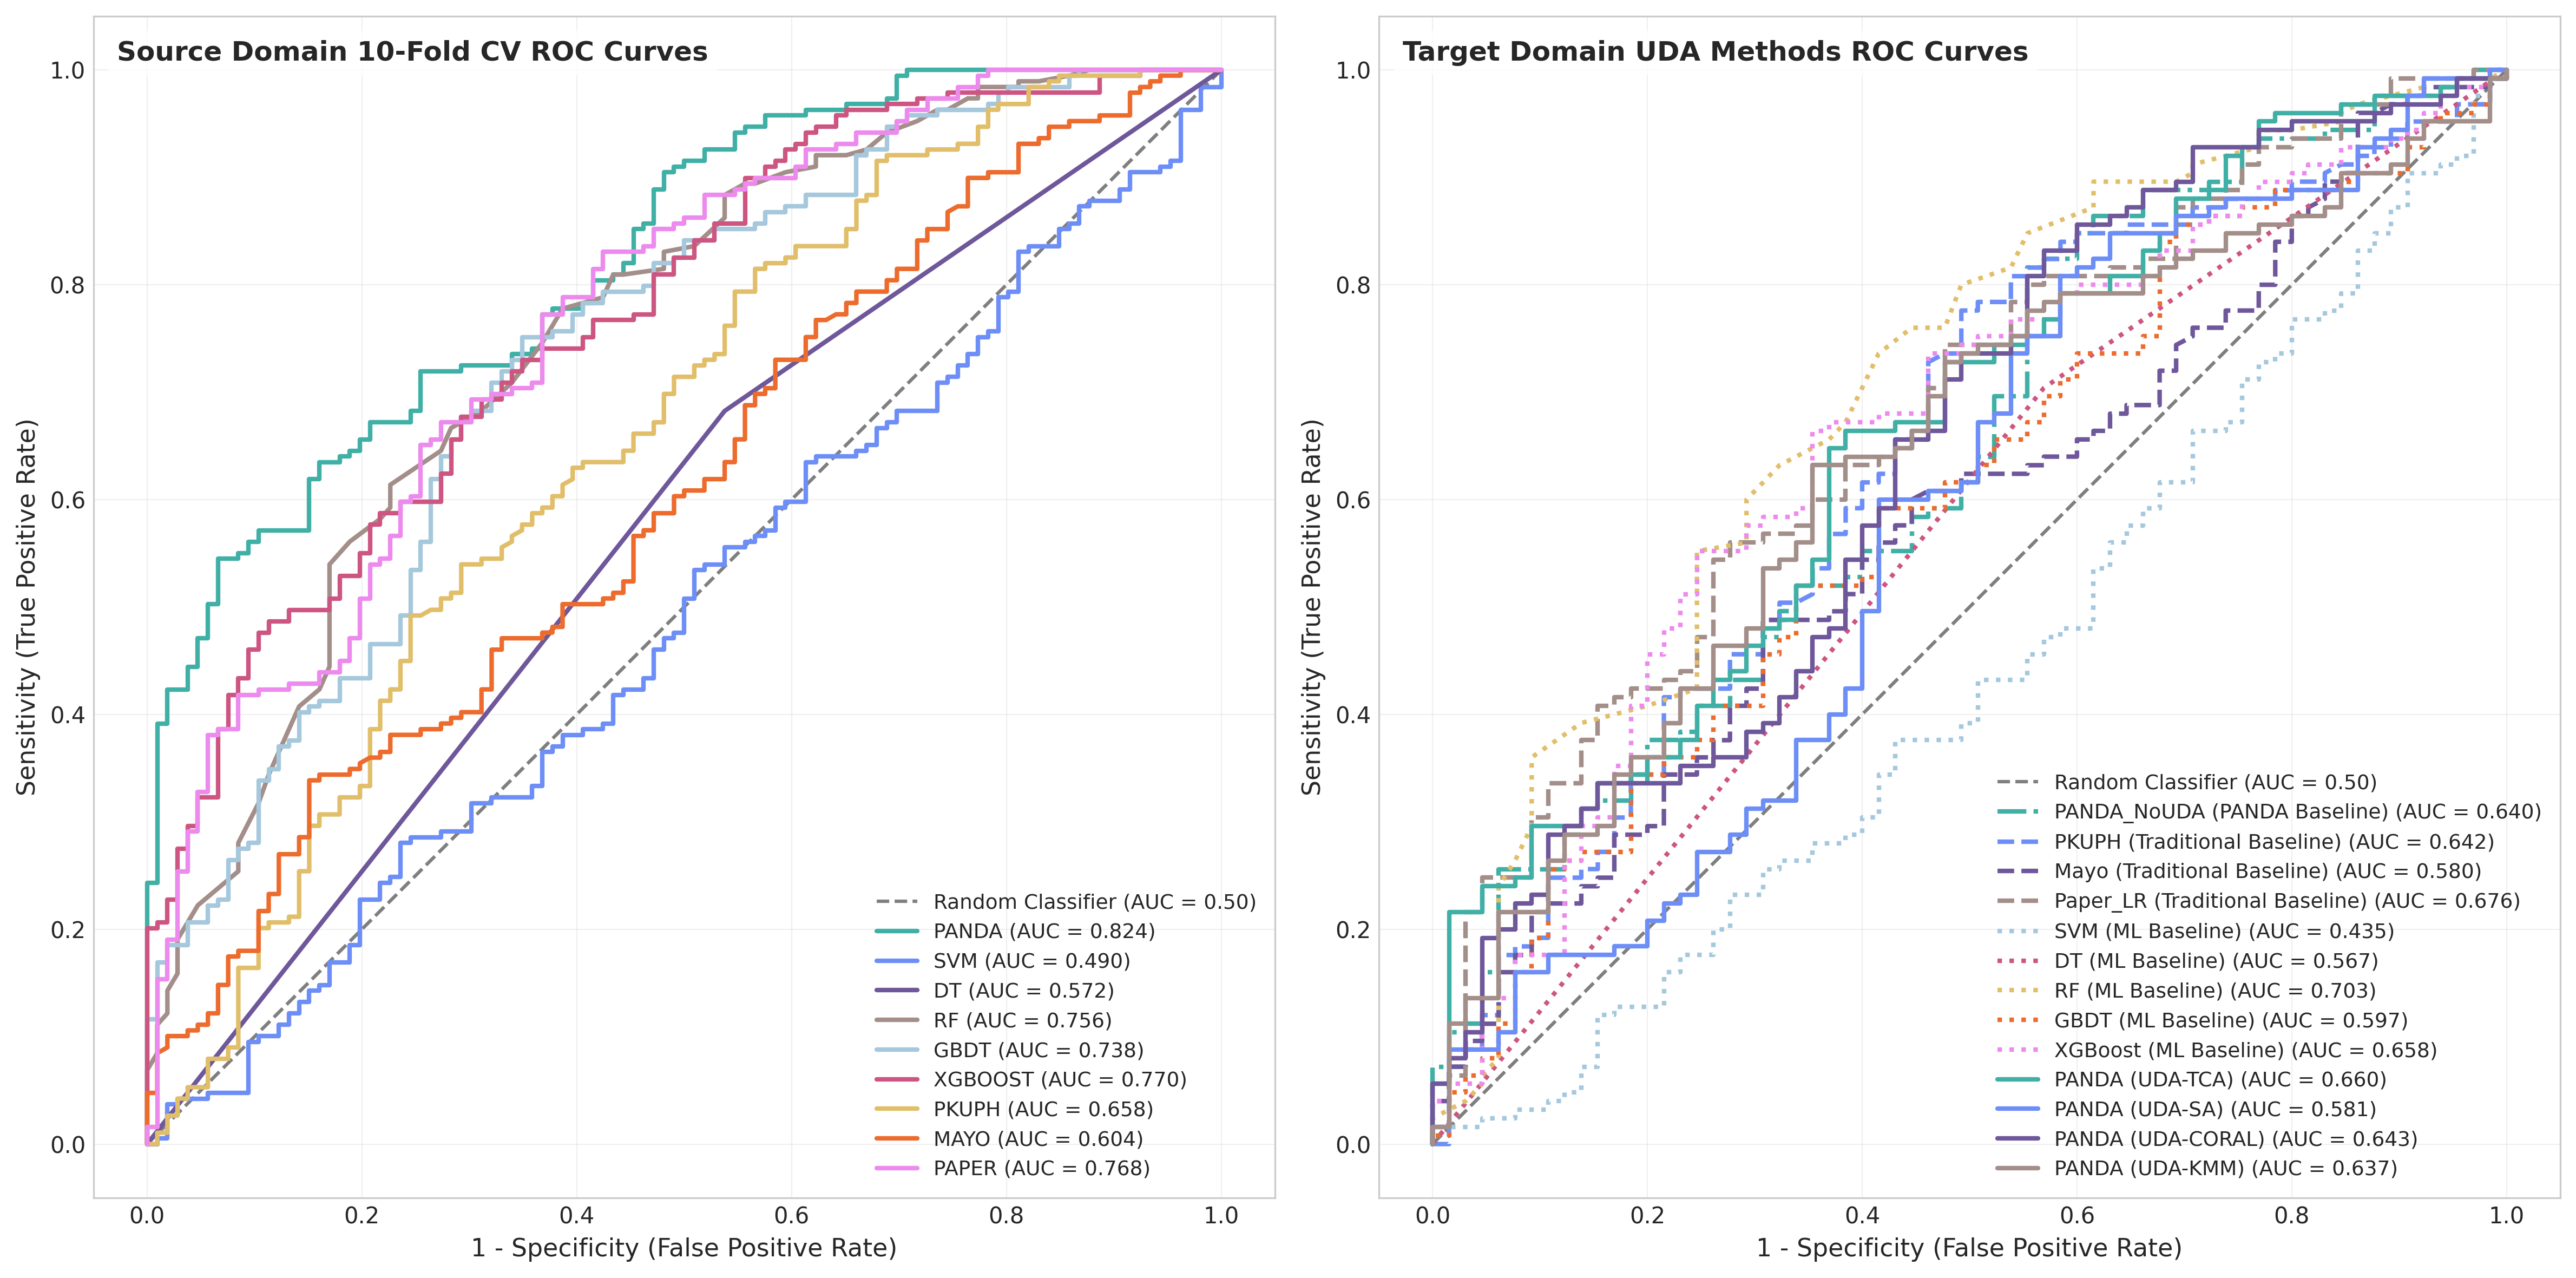 Source Domain 10-Fold CV ROC Curves
Sensitivity (True Positive Rate)
1.0
0.8
0.6
0.4
0.2
0.0
Random Classifier (AUC = 0.50)
PANDA (AUC = 0.824)
SVM (AUC = 0.490)
DT (AUC = 0.572)
RF (AUC = 0.756)
GBDT (AUC = 0.738)
XGBOOST (AUC = 0.770)
PKUPH (AUC = 0.658)
MAYO (AUC = 0.604)
PAPER (AUC = 0.768)
0.0 0.2 0.4 0.6 0.8 1.0
1 - Specificity (False Positive Rate)
Target Domain UDA Methods ROC Curves
Sensitivity (True Positive Rate)
1.0
0.8
0.6
0.4
0.2
0.0
Random Classifier (AUC = 0.50)
PANDA_NoUDA (PANDA Baseline) (AUC = 0.640)
PKUPH (Traditional Baseline) (AUC = 0.642)
Mayo (Traditional Baseline) (AUC = 0.580)
Paper_LR (Traditional Baseline) (AUC = 0.676)
SVM (ML Baseline) (AUC = 0.435)
DT (ML Baseline) (AUC = 0.567)
RF (ML Baseline) (AUC = 0.703)
GBDT (ML Baseline) (AUC = 0.597)
XGBoost (ML Baseline) (AUC = 0.658)
PANDA (UDA-TCA) (AUC = 0.660)
PANDA (UDA-SA) (AUC = 0.581)
PANDA (UDA-CORAL) (AUC = 0.643)
PANDA (UDA-KMM) (AUC = 0.637)
0.0 0.2 0.4 0.6 0.8 1.0
1 - Specificity (False Positive Rate)